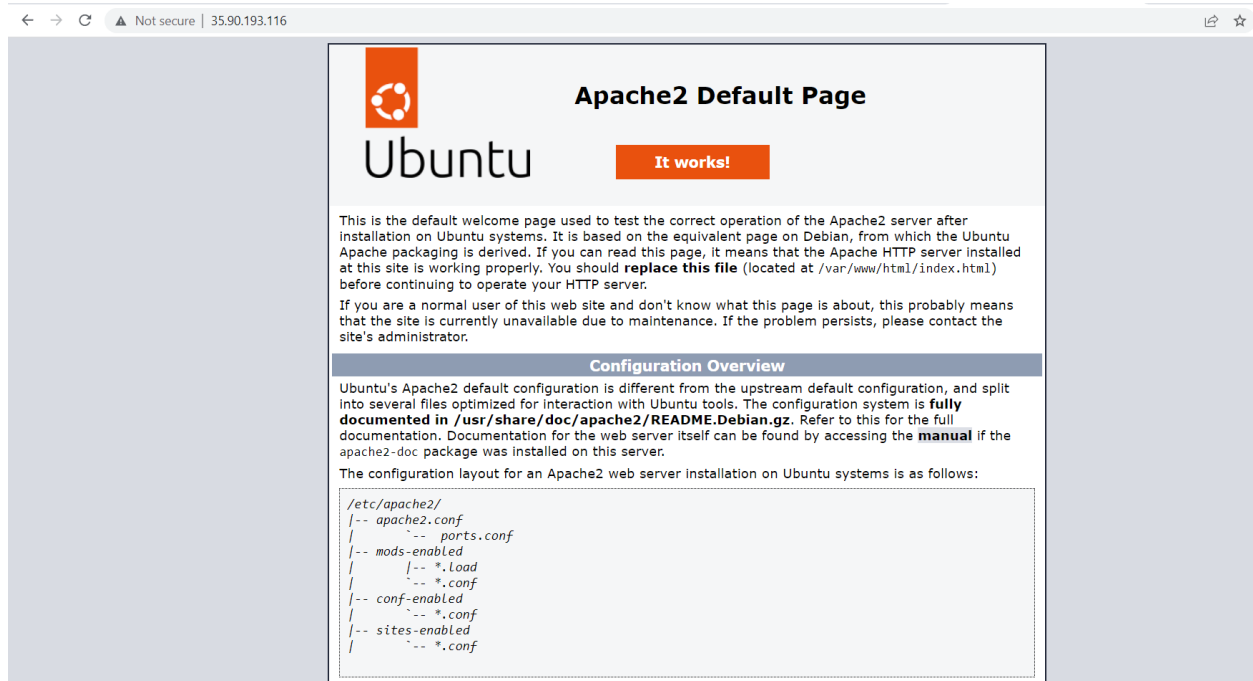 Not secure | 35.90.193.116
Apache2 Default Page
Ubuntu
It works!
This is the default welcome page used to test the correct operation of the Apache2 server after
installation on Ubuntu systems. It is based on the equivalent page on Debian, from which the Ubuntu
Apache packaging is derived. If you can read this page, it means that the Apache HTTP server installed
at this site is working properly. You should replace this file (located at /var/www/html/index.html)
before continuing to operate your HTTP server.
If you are a normal user of this web site and don't know what this page is about, this probably means
that the site is currently unavailable due to maintenance. If the problem persists, please contact the
site's administrator.
Configuration Overview
Ubuntu's Apache2 default configuration is different from the upstream default configuration, and split
into several files optimized for interaction with Ubuntu tools. The configuration system is fully
documented in /usr/share/doc/apache2/README.Debian.gz. Refer to this for the full
documentation. Documentation for the web server itself can be found by accessing the manual if the
apache2-doc package was installed on this server.
The configuration layout for an Apache2 web server installation on Ubuntu systems is as follows:
/etc/apache2/
|-- apache2.conf
|       `--  ports.conf
|-- mods-enabled
|       |-- *.load
|       `-- *.conf
|-- conf-enabled
|       `-- *.conf
|-- sites-enabled
|       `-- *.conf